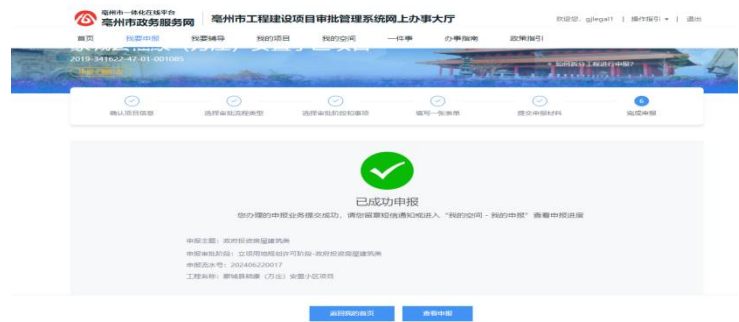 亳州市一体化在线平台
亳州市政务服务网
亳州市工程建设项目审批管理系统网上办事大厅
欢迎您，gjlegal1 | 操作指引 | 退出
首页 我要申报 我要辅导 我的项目 我的空间 一件事 办事指南 政策指引
2019-341622-47-01-001085
如何拆分工程进行申报?
确认项目信息 选择审批流程类型 选择审批阶段和事项 填写一张表单 提交申报材料 6 完成申报
已成功申报
您办理的申报业务提交成功，请您留意短信通知或进入“我的空间 - 我的申报”查看申报进度
申报主题：政府投资房屋建筑类
申报审批阶段：立项用地规划许可阶段-政府投资房屋建筑类
申报流水号：202406220017
返回我的首页 查看申报